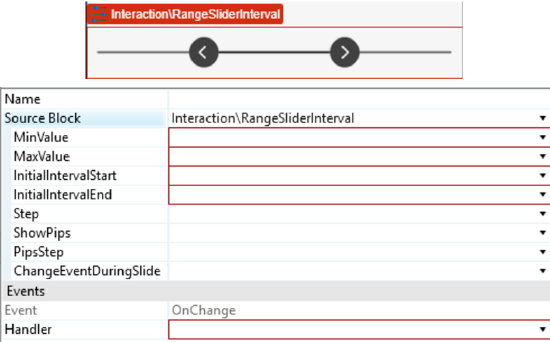 Interaction\RangeSliderInterval
Name
Source Block Interaction\RangeSliderInterval
MinValue
MaxValue
InitialIntervalStart
InitialIntervalEnd
Step
ShowPips
PipsStep
ChangeEventDuringSlide
Events
Event OnChange
Handler